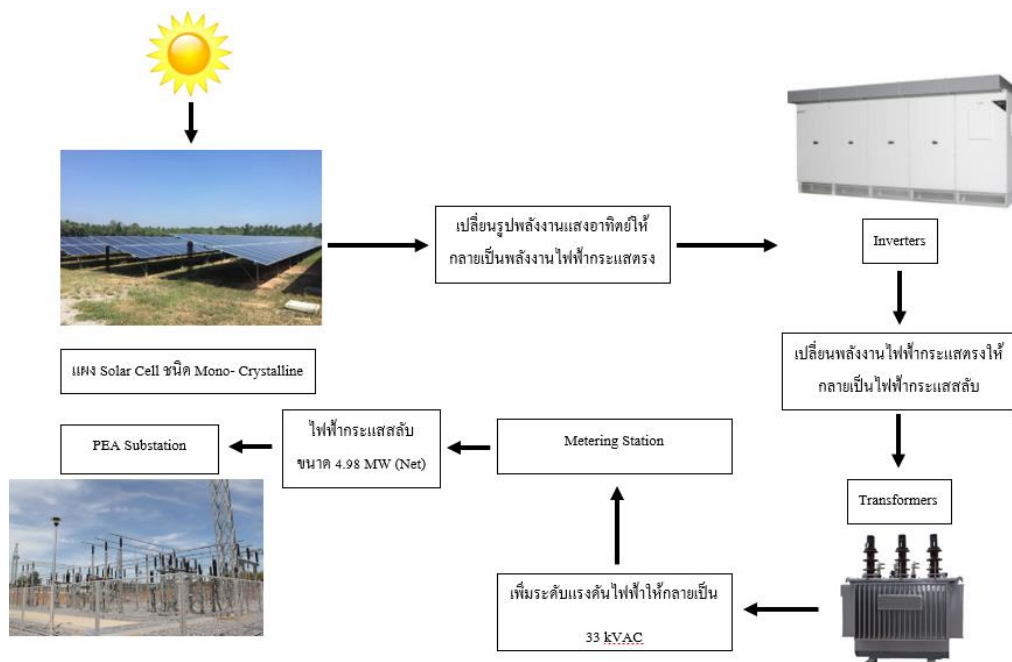 เปลี่ยนรูปพลังงานแสงอาทิตย์ให้
กลายเป็นพลังงานไฟฟ้ากระแสตรง
Inverters
แผง Solar Cell ชนิด Mono- Crystalline
เปลี่ยนพลังงานไฟฟ้ากระแสตรงให้
กลายเป็นไฟฟ้ากระแสสลับ
PEA Substation
ไฟฟ้ากระแสสลับ
ขนาด 4.98 MW (Net)
Metering Station
Transformers
เพิ่มระดับแรงดันไฟฟ้าให้กลายเป็น
33 kVAC